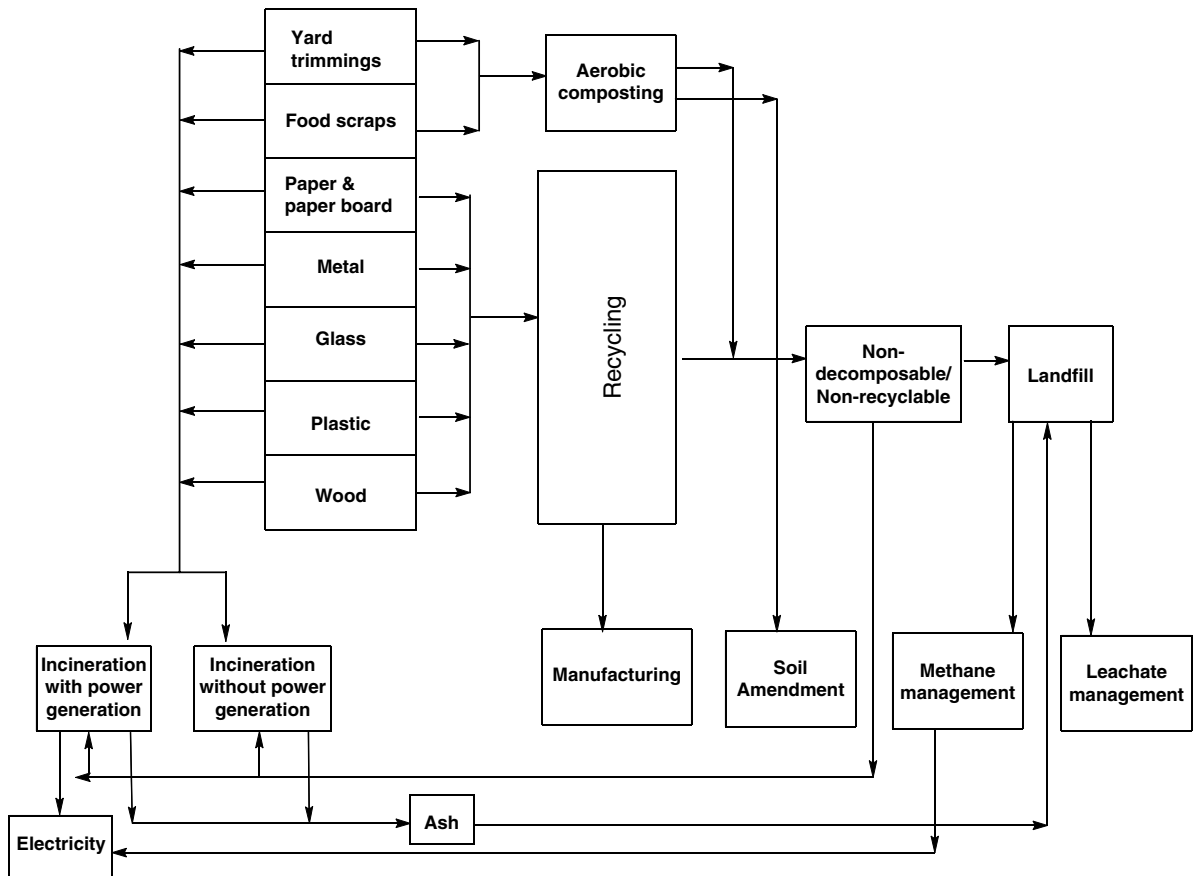 Yard
trimmings
Food scraps
Paper &
paper board
Metal
Glass
Plastic
Wood
Aerobic
composting
Recycling
Non-
decomposable/
Non-recyclable
Landfill
Incineration
with power
generation
Incineration
without power
generation
Manufacturing
Soil
Amendment
Methane
management
Leachate
management
Ash
Electricity